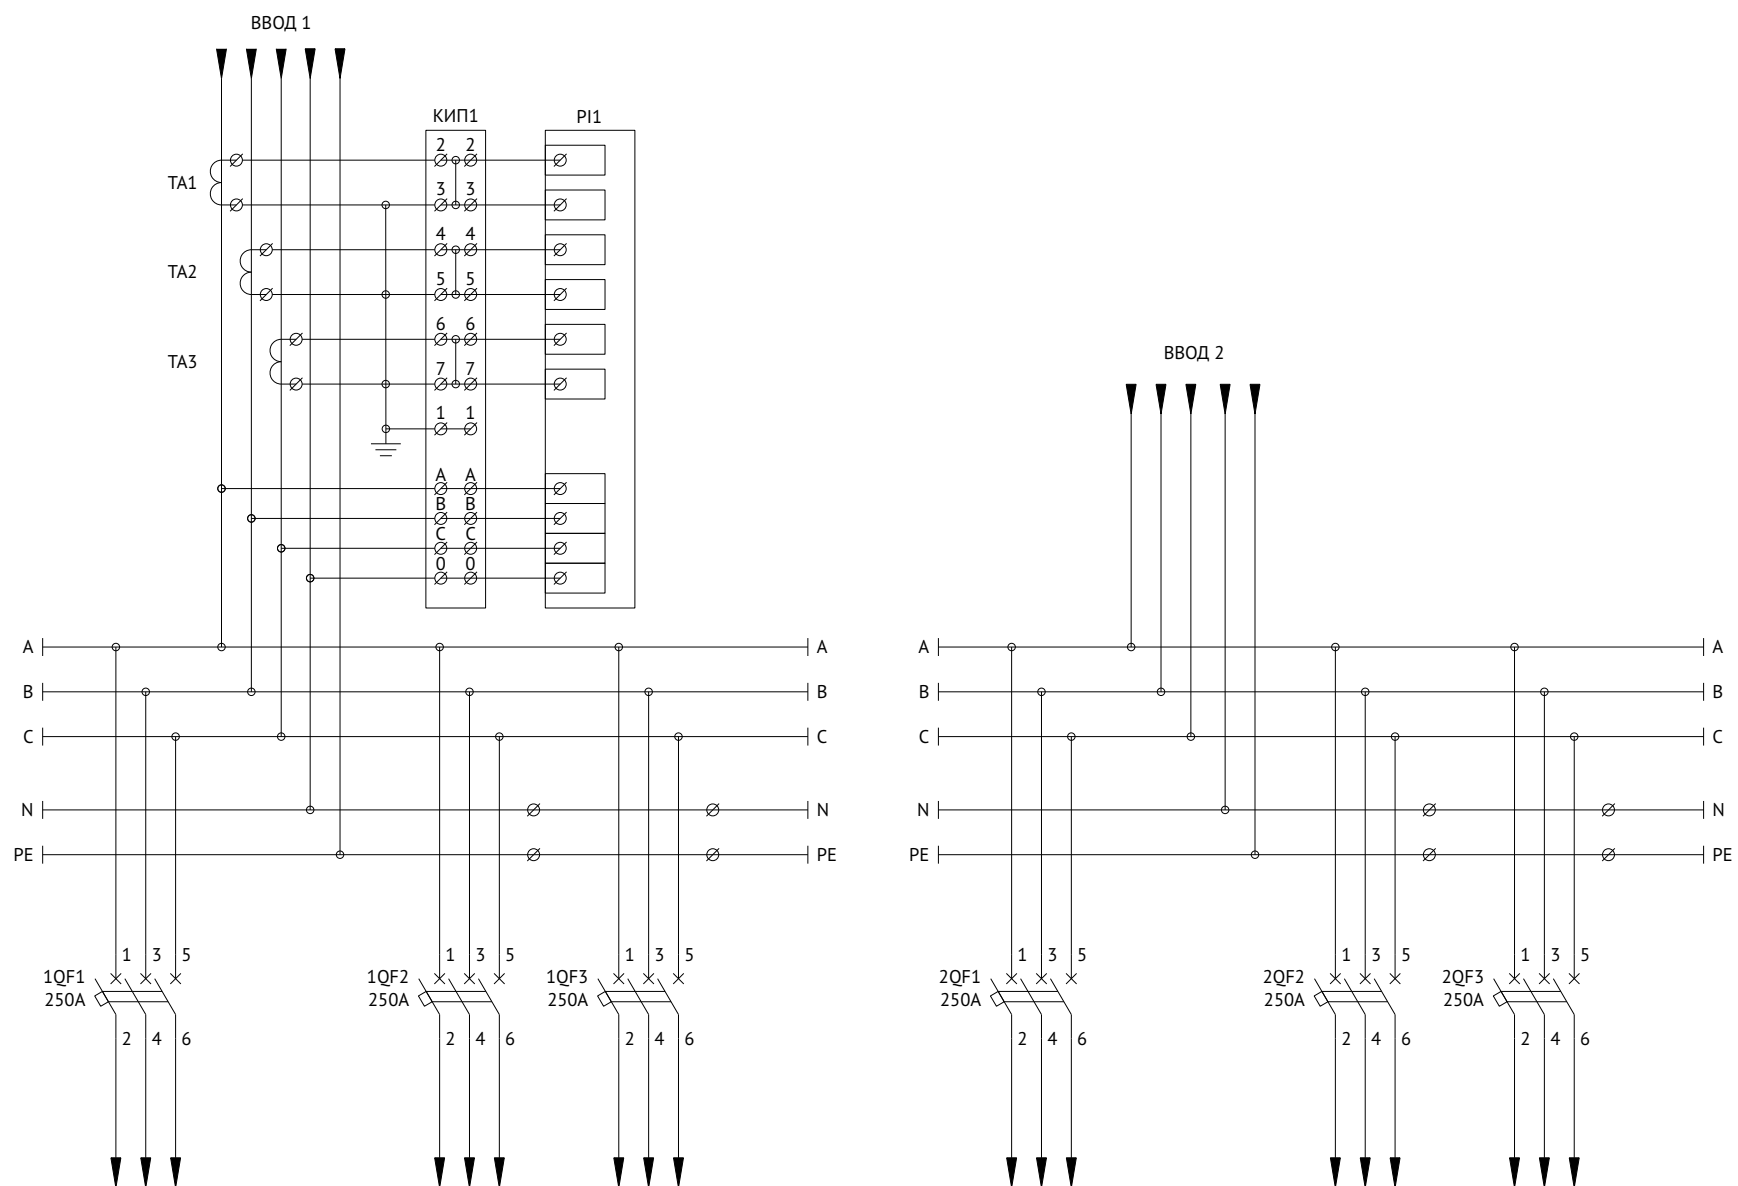 ВВОД 1
КИП1
PI1
2 2
TA1
3 3
4 4
TA2
5 5
6 6
TA3
7 7
1 1
A A
B B
C C
0 0
ВВОД 2
A A A A
B B B B
C C C C
N N N N
PE PE PE PE
1 3 5 1 3 5 1 3 5 1 3 5 1 3 5 1 3 5
1QF1 1QF2 1QF3 2QF1 2QF2 2QF3
250A 250A 250A 250A 250A 250A
2 4 6 2 4 6 2 4 6 2 4 6 2 4 6 2 4 6